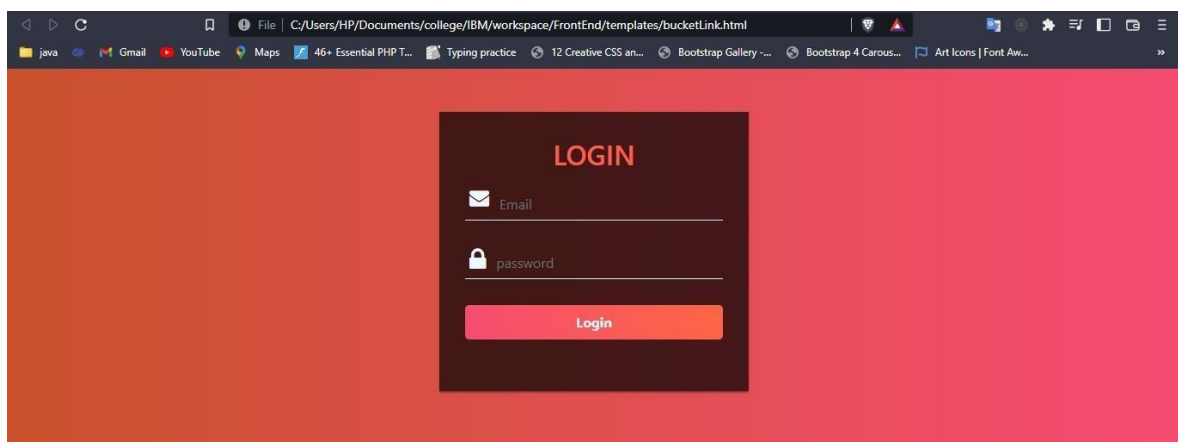 File | C:/Users/HP/Documents/college/IBM/workspace/FrontEnd/templates/bucketLink.html
java Gmail YouTube Maps 46+ Essential PHP T... Typing practice 12 Creative CSS an... Bootstrap Gallery -... Bootstrap 4 Carous... Art Icons | Font Aw... »
LOGIN
Email
password
Login